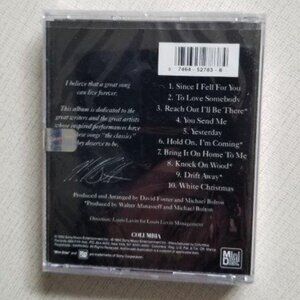 I believe that a great song
can live forever.
This album is dedicated to the
great writers and the great artists
whose inspired performances have
these songs "the classics"
they deserve to be.
1. Since I Fell For You
2. To Love Somebody
3. Reach Out I'll Be There*
4. You Send Me
5. Yesterday
6. Hold On, I'm Coming*
7. Bring It On Home To Me
8. Knock On Wood*
9. Drift Away*
10. White Christmas
Produced and Arranged by David Foster and Michael Bolton
*Produced by Walter Afanasieff and Michael Bolton
Direction: Louis Levin for Louis Levin Management
COLUMBIA
Mini
Disc